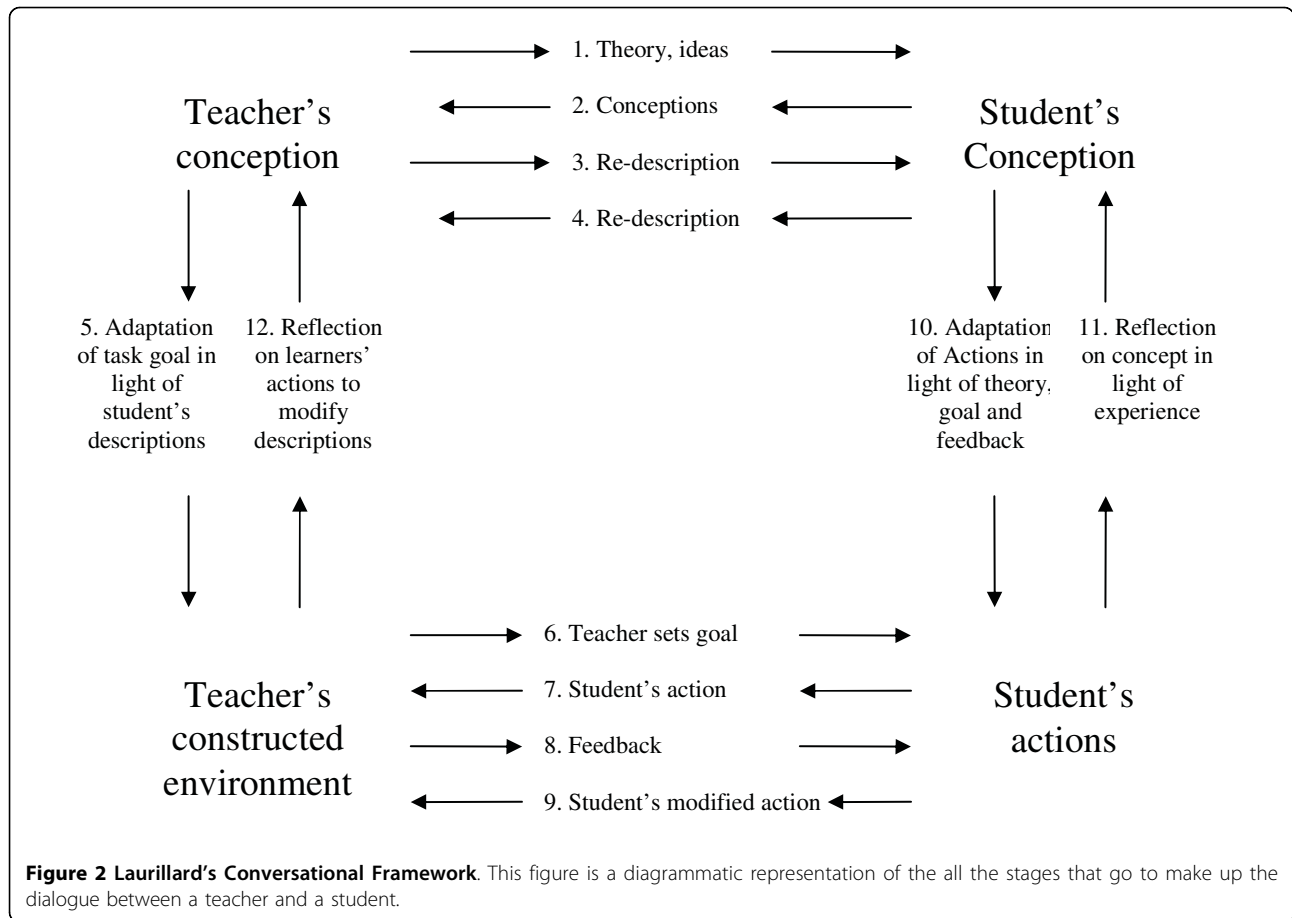 1. Theory, ideas
Teacher's
conception
2. Conceptions
3. Re-description
4. Re-description
Student's
Conception
5. Adaptation
of task goal in
light of
student's
descriptions
12. Reflection
on learners'
actions to
modify
descriptions
10. Adaptation
of Actions in
light of theory,
goal and
feedback
11. Reflection
on concept in
light of
experience
Teacher's
constructed
environment
6. Teacher sets goal
7. Student's action
8. Feedback
9. Student's modified action
Student's
actions
Figure 2 Laurillard's Conversational Framework. This figure is a diagrammatic representation of the all the stages that go to make up the
dialogue between a teacher and a student.